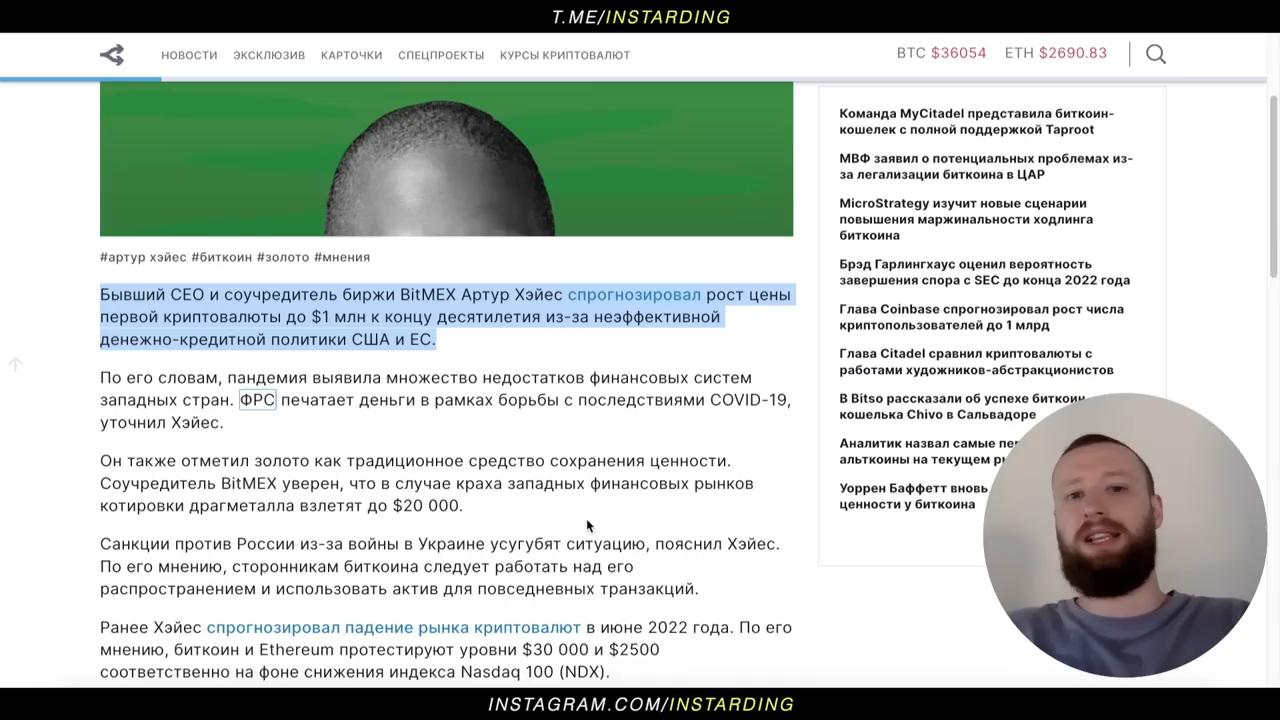 T.ME/INSTARDING
НОВОСТИ ЭКСКЛЮЗИВ КАРТОЧКИ СПЕЦПРОЕКТЫ КУРСЫ КРИПТОВАЛЮТ
BTC $36054 ETH $2690.83
#артур хэйес #биткоин #золото #мнения
Бывший CEO и соучредитель биржи BitMEX Артур Хэйес спрогнозировал рост цены
первой криптовалюты до $1 млн к концу десятилетия из-за неэффективной
денежно-кредитной политики США и ЕС.
По его словам, пандемия выявила множество недостатков финансовых систем
западных стран. ФРС печатает деньги в рамках борьбы с последствиями COVID-19,
уточнил Хэйес.
Он также отметил золото как традиционное средство сохранения ценности.
Соучредитель BitMEX уверен, что в случае краха западных финансовых рынков
котировки драгметалла взлетят до $20 000.
Санкции против России из-за войны в Украине усугубят ситуацию, пояснил Хэйес.
По его мнению, сторонникам биткоина следует работать над его
распространением и использовать актив для повседневных транзакций.
Ранее Хэйес спрогнозировал падение рынка криптовалют в июне 2022 года. По его
мнению, биткоин и Ethereum протестируют уровни $30 000 и $2500
соответственно на фоне снижения индекса Nasdaq 100 (NDX).
Команда MyCitadel представила биткоин-
кошелек с полной поддержкой Taproot
МВФ заявил о потенциальных проблемах из-
за легализации биткоина в ЦАР
MicroStrategy изучит новые сценарии
повышения маржинальности ходлинга
биткоина
Брэд Гарлингхаус оценил вероятность
завершения спора с SEC до конца 2022 года
Глава Coinbase спрогнозировал рост числа
криптопользователей до 1 млрд
Глава Citadel сравнил криптовалюты с
работами художников-абстракционистов
В Bitso рассказали об успехе биткоин
кошелька Chivo в Сальвадоре
Аналитик назвал самые
альткоины на текущем
Уоррен Баффетт вновь
ценности у биткоина
INSTAGRAM.COM/INSTARDING